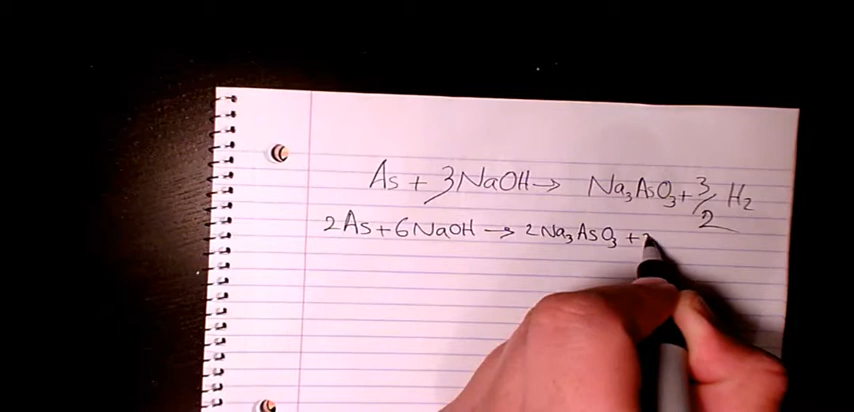 As + 3NaOH → Na₃AsO₃ + 3/2 H₂
2As + 6NaOH → 2Na₃AsO₃ +